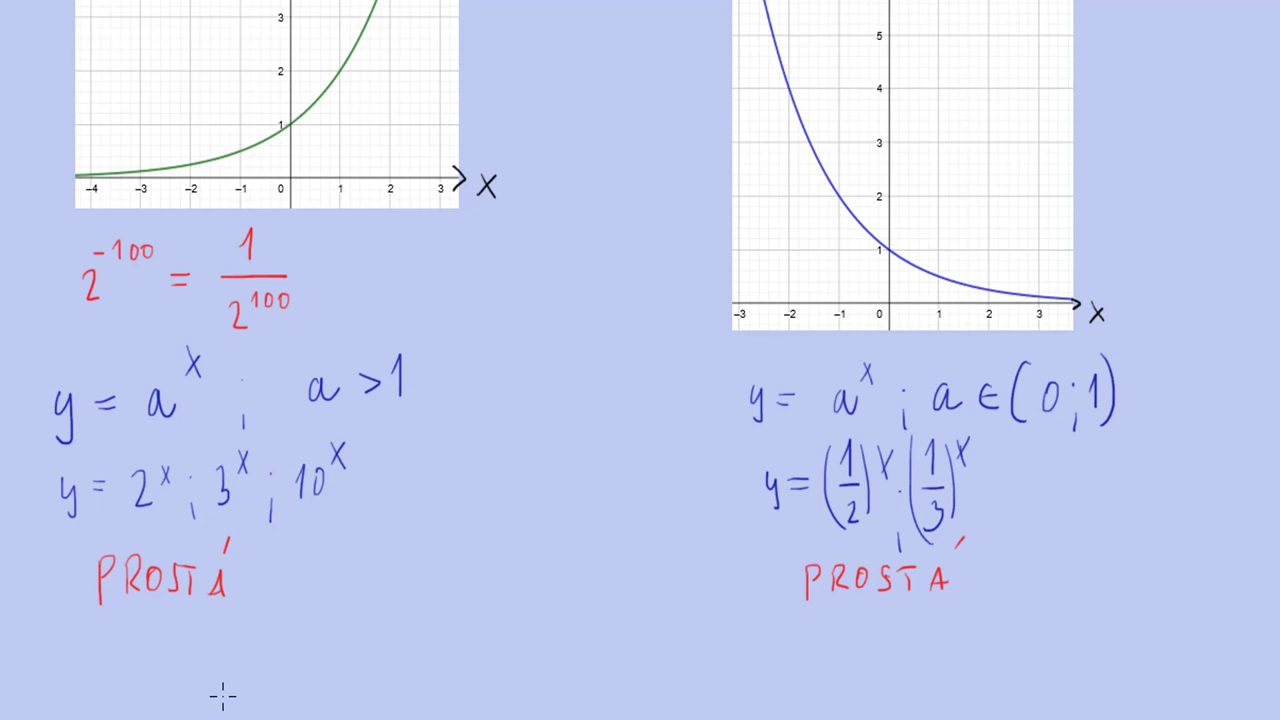 3
2
1
-4 -3 -2 -1 0 1 2 3 X
2^-100 = 1/2^100
y = a^x ; a > 1
y = 2^x ; 3^x ; 10^x
PROSTÁ
5
4
3
2
1
-3 -2 -1 0 1 2 3 X
y = a^x ; a ∈ (0;1)
y = (1/2)^x ; (1/3)^x
PROSTÁ